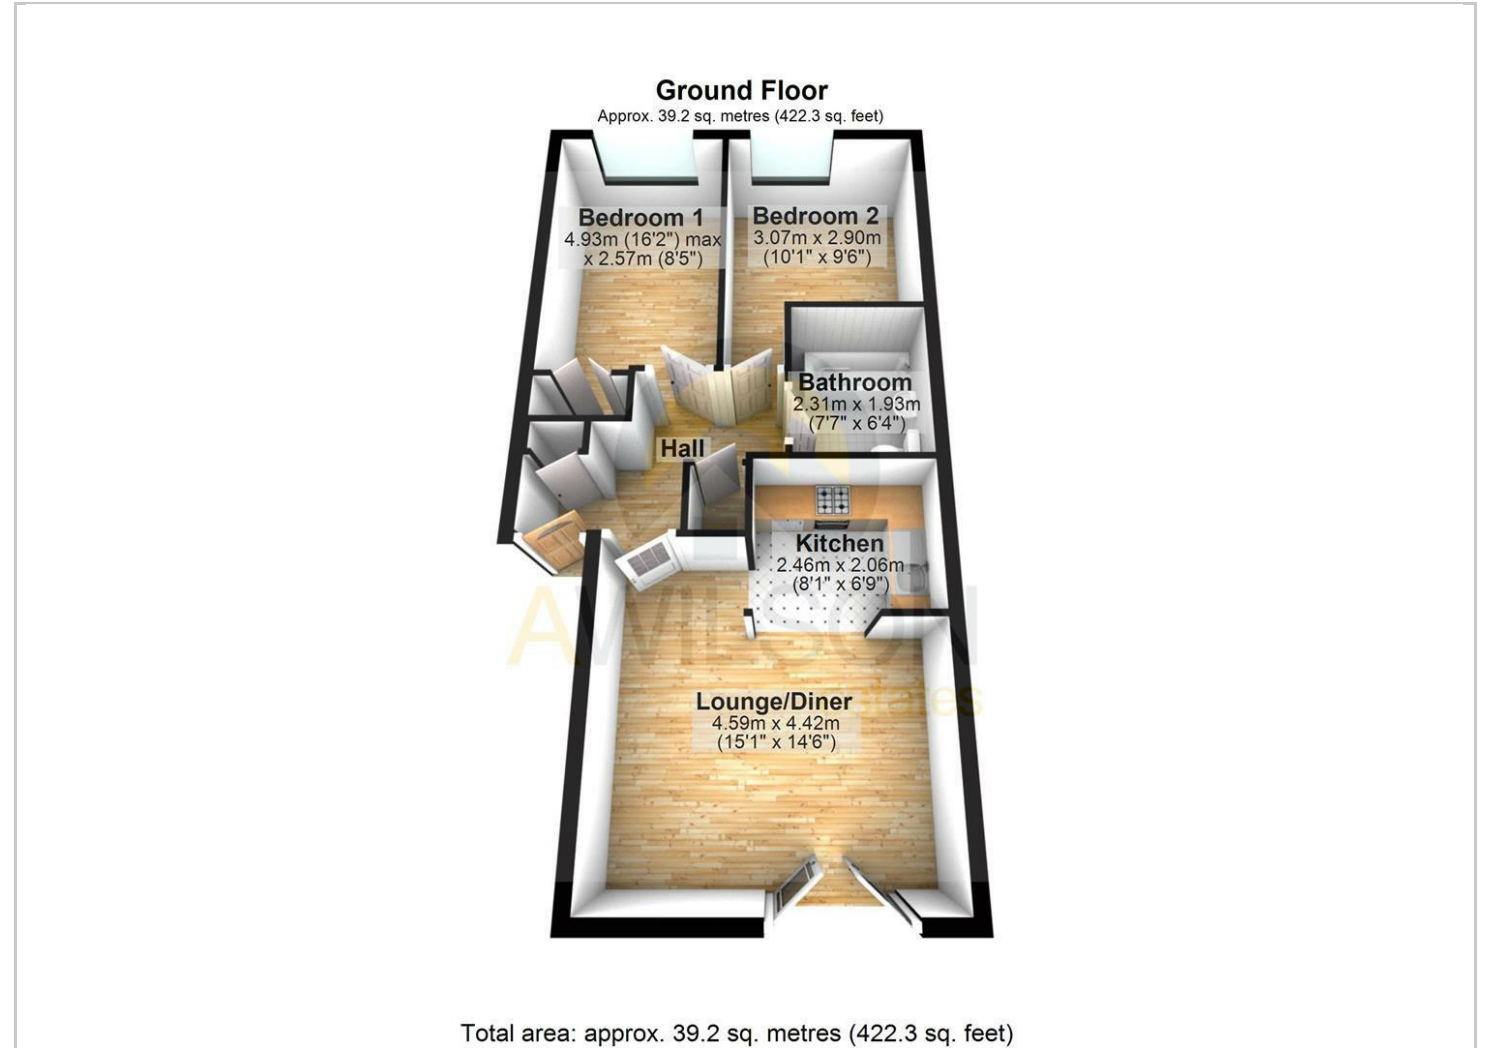 Ground Floor
Approx. 39.2 sq. metres (422.3 sq. feet)
Bedroom 1
4.93m (16'2") max
x 2.57m (8'5")
Bedroom 2
3.07m x 2.90m
(10'1" x 9'6")
Bathroom
2.31m x 1.93m
(7'7" x 6'4")
Hall
Kitchen
2.46m x 2.06m
(8'1" x 6'9")
AWILSON
estates
Lounge/Diner
4.59m x 4.42m
(15'1" x 14'6")
Total area: approx. 39.2 sq. metres (422.3 sq. feet)